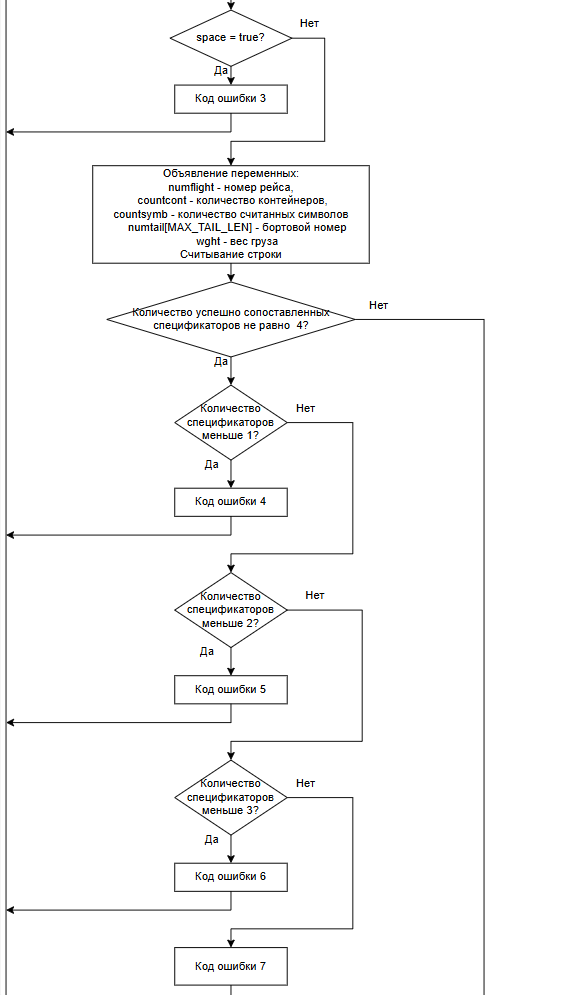 Нет
space = true?
Да
Код ошибки 3
Объявление переменных:
numflight - номер рейса,
countcont - количество контейнеров,
countsymb - количество считанных символов
numtail[MAX_TAIL_LEN] - бортовой номер
wght - вес груза
Считывание строки
Нет
Количество успешно сопоставленных
спецификаторов не равно 4?
Да
Количество
спецификаторов
меньше 1?
Нет
Да
Код ошибки 4
Количество
спецификаторов
меньше 2?
Нет
Да
Код ошибки 5
Количество
спецификаторов
меньше 3?
Нет
Да
Код ошибки 6
Код ошибки 7